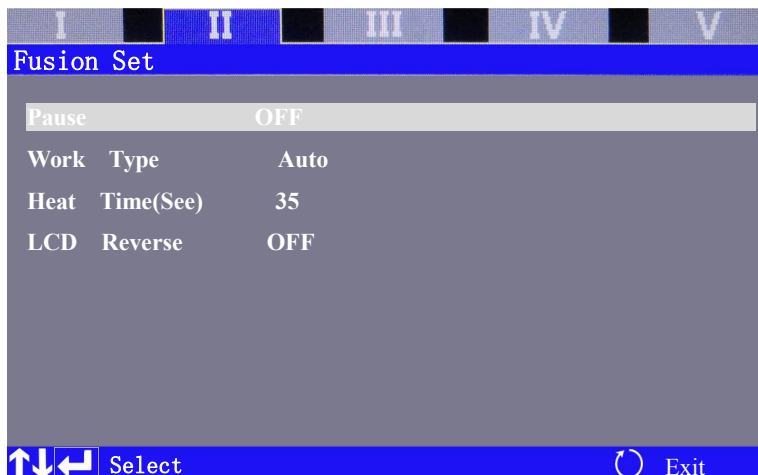 I II III IV V
Fusion Set
Pause OFF
Work Type Auto
Heat Time(See) 35
LCD Reverse OFF
Select Exit